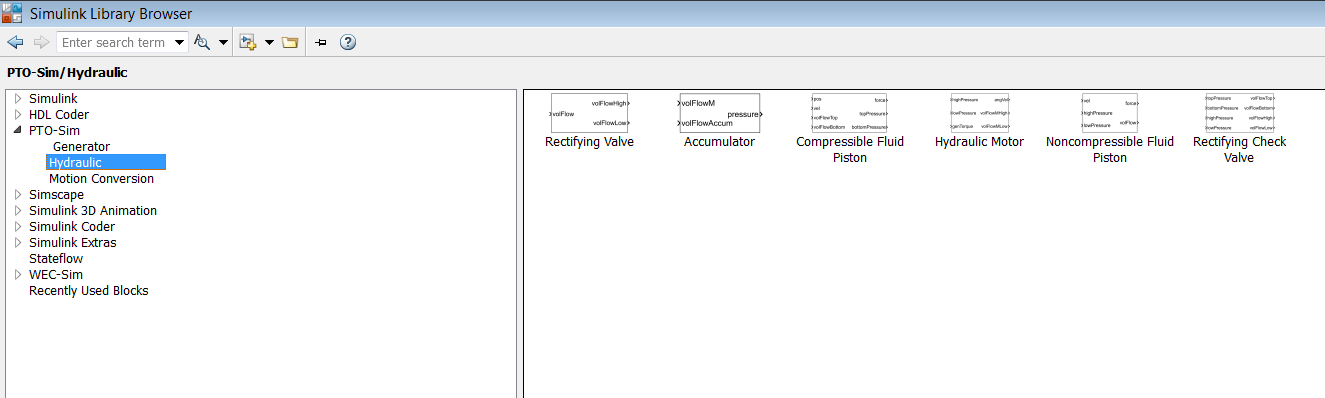 Simulink Library Browser
Enter search term
PTO-Sim/Hydraulic
Simulink
HDL Coder
PTO-Sim
Generator
Hydraulic
Motion Conversion
Simscape
Simulink 3D Animation
Simulink Coder
Simulink Extras
Stateflow
WEC-Sim
Recently Used Blocks
volFlow
volFlowHigh
volFlowLow
Rectifying Valve
volFlowM
volFlowAccum
pressure
Accumulator
pos
vel
volFlowTop
volFlowBottom
force
topPressure
bottomPressure
Compressible Fluid
Piston
highPressure
lowPressure
genTorque
angVel
volFlowMHigh
volFlowMLow
Hydraulic Motor
vel
highPressure
lowPressure
force
volFlow
Noncompressible Fluid
Piston
topPressure
bottomPressure
highPressure
lowPressure
volFlowTop
volFlowBottom
volFlowHigh
volFlowLow
Rectifying Check
Valve